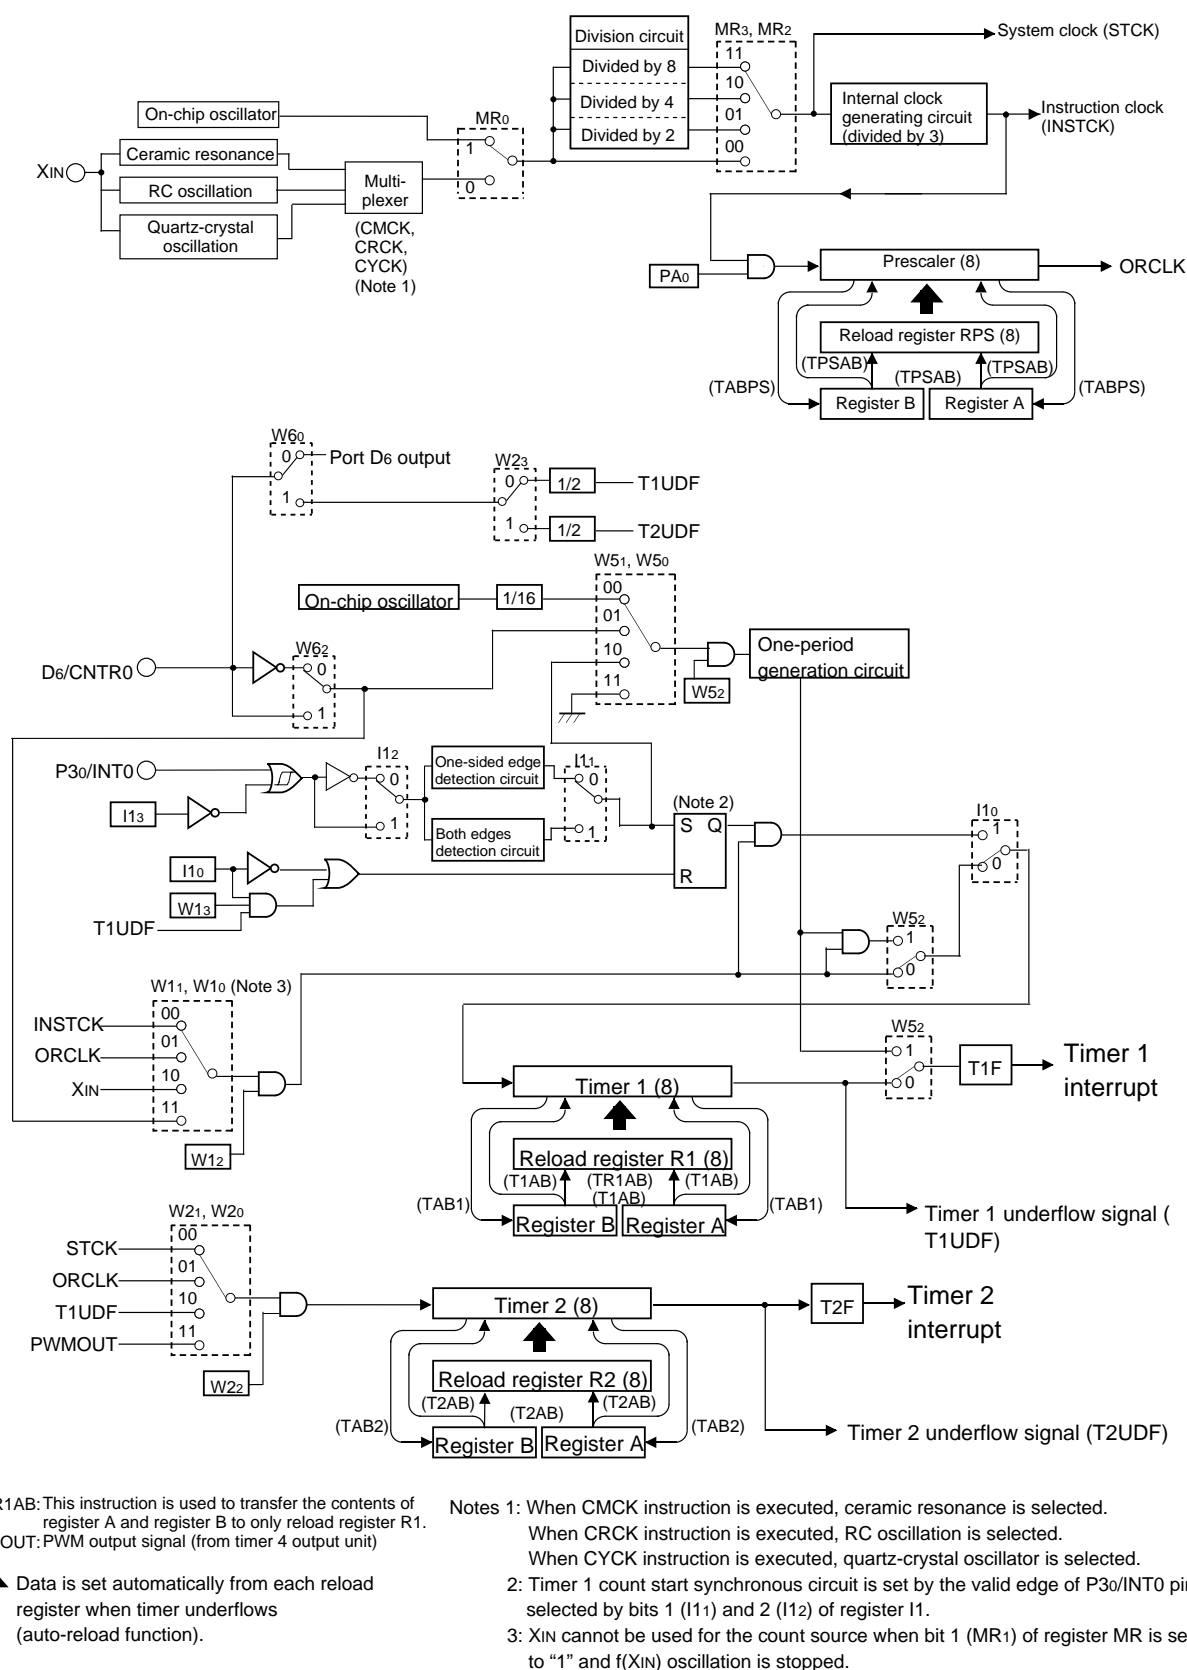 Division circuit
MR3, MR2
System clock (STCK)
Divided by 8
11
Divided by 4
10
Internal clock
generating circuit
(divided by 3)
Instruction clock
(INSTCK)
On-chip oscillator
MR0
Divided by 2
01
00
XIN
Ceramic resonance
1
RC oscillation
Multi-
plexer
0
Quartz-crystal
oscillation
(CMCK,
CRCK,
CYCK)
(Note 1)
PA0
Prescaler (8)
ORCLK
Reload register RPS (8)
(TPSAB)
(TPSAB)
(TPSAB)
(TABPS)
(TABPS)
Register B
Register A
W60
0
Port D6 output
W23
0
1/2
T1UDF
1
1
1/2
T2UDF
W51, W50
On-chip oscillator
1/16
00
01
10
11
One-period
generation circuit
W52
D6/CNTR0
W62
0
1
P30/INT0
I12
0
1
One-sided edge
detection circuit
I11
0
1
Both edges
detection circuit
I13
(Note 2)
S Q
R
I10
1
0
I10
W13
T1UDF
W52
1
0
W11, W10 (Note 3)
INSTCK
00
ORCLK
01
XIN
10
11
W12
W52
1
0
T1F
Timer 1
interrupt
Timer 1 (8)
Reload register R1 (8)
(T1AB)
(TR1AB)
(T1AB)
(T1AB)
(TAB1)
(TAB1)
Register B
Register A
Timer 1 underflow signal (
T1UDF)
W21, W20
STCK
00
ORCLK
01
T1UDF
10
PWMOUT
11
W22
Timer 2 (8)
T2F
Timer 2
interrupt
Reload register R2 (8)
(T2AB)
(T2AB)
(T2AB)
(TAB2)
(TAB2)
Register B
Register A
Timer 2 underflow signal (T2UDF)
R1AB: This instruction is used to transfer the contents of
register A and register B to only reload register R1.
OUT: PWM output signal (from timer 4 output unit)
Data is set automatically from each reload
register when timer underflows
(auto-reload function).
Notes 1: When CMCK instruction is executed, ceramic resonance is selected.
When CRCK instruction is executed, RC oscillation is selected.
When CYCK instruction is executed, quartz-crystal oscillator is selected.
2: Timer 1 count start synchronous circuit is set by the valid edge of P30/INT0 pin
selected by bits 1 (I11) and 2 (I12) of register I1.
3: XIN cannot be used for the count source when bit 1 (MR1) of register MR is se
to “1” and f(XIN) oscillation is stopped.